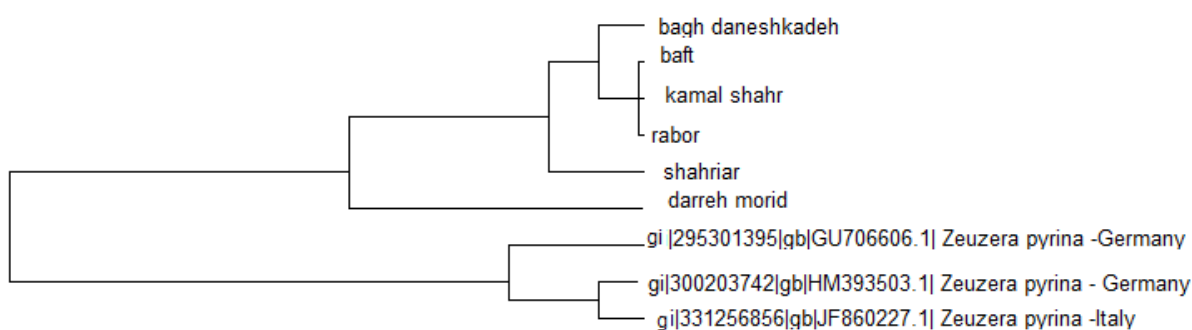 bagh daneshkadeh
baft
kamal shahr
rabor
shahriar
darreh morid
gi |295301395|gb|GU706606.1| Zeuzera pyrina -Germany
gi|300203742|gb|HM393503.1| Zeuzera pyrina - Germany
gi|331256856|gb|JF860227.1| Zeuzera pyrina -Italy